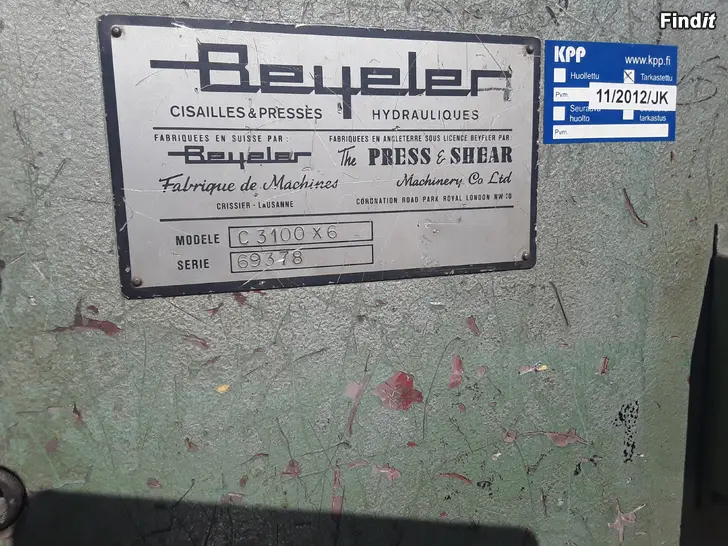 Findit
Beyeler
CISAILLES & PRESSES HYDRAULIQUES
FABRIQUEES EN SUISSE PAR :
Beyeler
Fabrique de Machines
CRISSIER - LAUSANNE
FABRIQUEES EN ANGLETERRE SOUS LICENCE BEYELER PAR
The PRESS & SHEAR
Machinery Co Ltd
CORONATION ROAD PARK ROYAL LONDON NW 10
MODELE C 3100 X 6
SERIE 69378
KPP www.kpp.fi
Huollettu Tarkastettu
Pvm. 11/2012/JK
Seuraava
huolto tarkastus
Pvm.